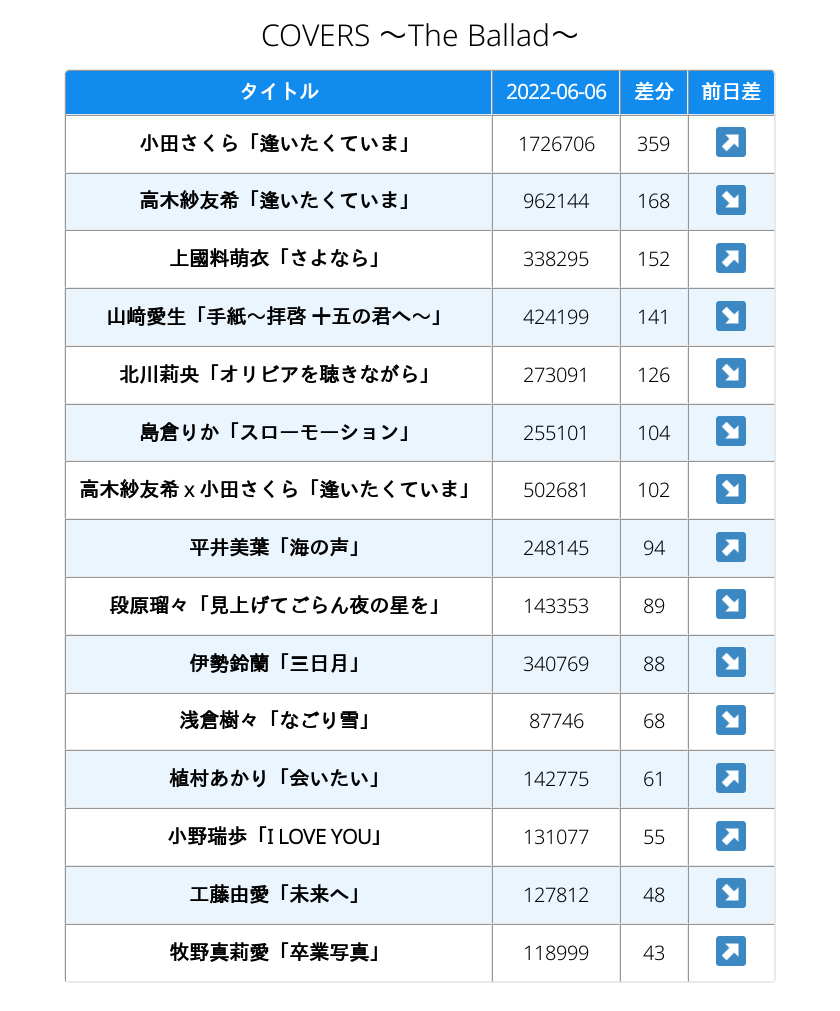 COVERS ～The Ballad～
タイトル 2022-06-06 差分 前日差
小田さくら「逢いたくていま」 1726706 359 ↗
高木紗友希「逢いたくていま」 962144 168 ↘
上國料萌衣「さよなら」 338295 152 ↗
山﨑愛生「手紙～拝啓 十五の君へ～」 424199 141 ↘
北川莉央「オリビアを聴きながら」 273091 126 ↘
島倉りか「スローモーション」 255101 104 ↘
高木紗友希 x 小田さくら「逢いたくていま」 502681 102 ↘
平井美葉「海の声」 248145 94 ↗
段原瑠々「見上げてごらん夜の星を」 143353 89 ↘
伊勢鈴蘭「三日月」 340769 88 ↘
浅倉樹々「なごり雪」 87746 68 ↘
植村あかり「会いたい」 142775 61 ↗
小野瑞歩「I LOVE YOU」 131077 55 ↗
工藤由愛「未来へ」 127812 48 ↘
牧野真莉愛「卒業写真」 118999 43 ↗